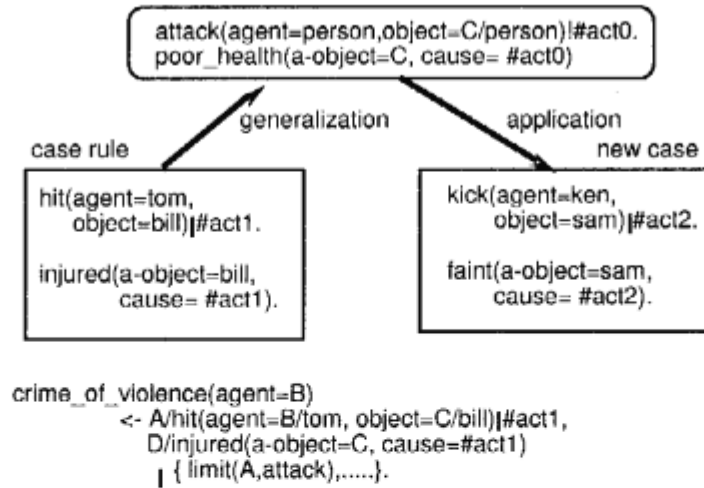 attack(agent=person,object=C/person)!#act0.
poor_health(a-object=C, cause= #act0)
generalization
application
case rule
new case
hit(agent=tom,
object=bill)|#act1.
injured(a-object=bill,
cause= #act1).
kick(agent=ken,
object=sam)|#act2.
faint(a-object=sam,
cause= #act2).
crime_of_violence(agent=B)
<- A/hit(agent=B/tom, object=C/bill)|#act1,
D/injured(a-object=C, cause=#act1)
| { limit(A,attack),.....}.